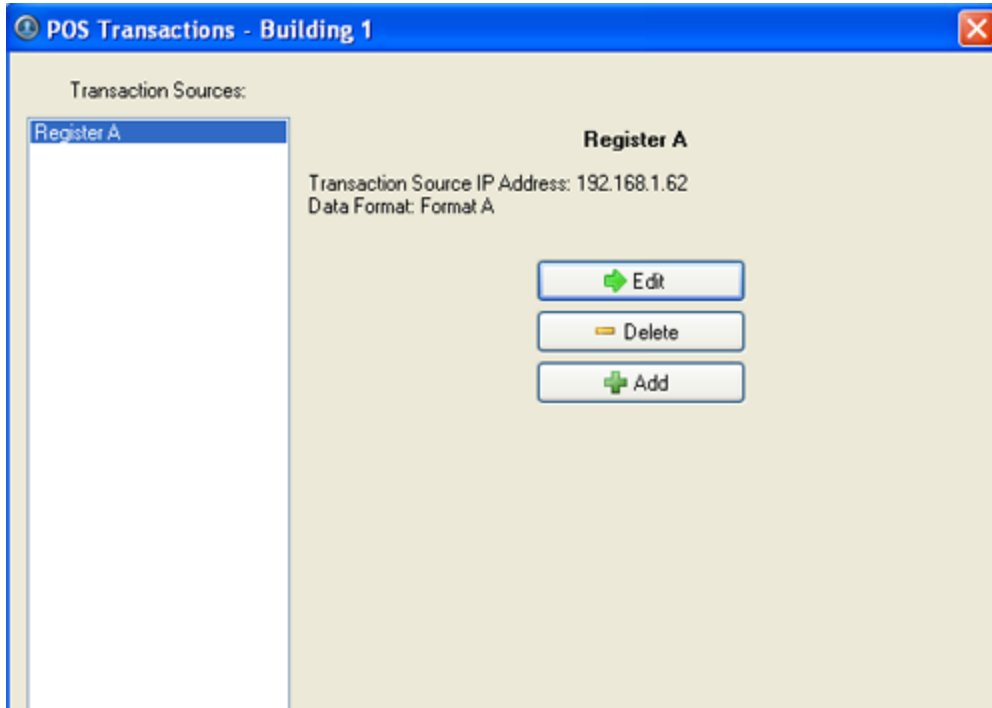 POS Transactions - Building 1
Transaction Sources:
Register A
Register A
Transaction Source IP Address: 192.168.1.62
Data Format: Format A
Edit
Delete
Add